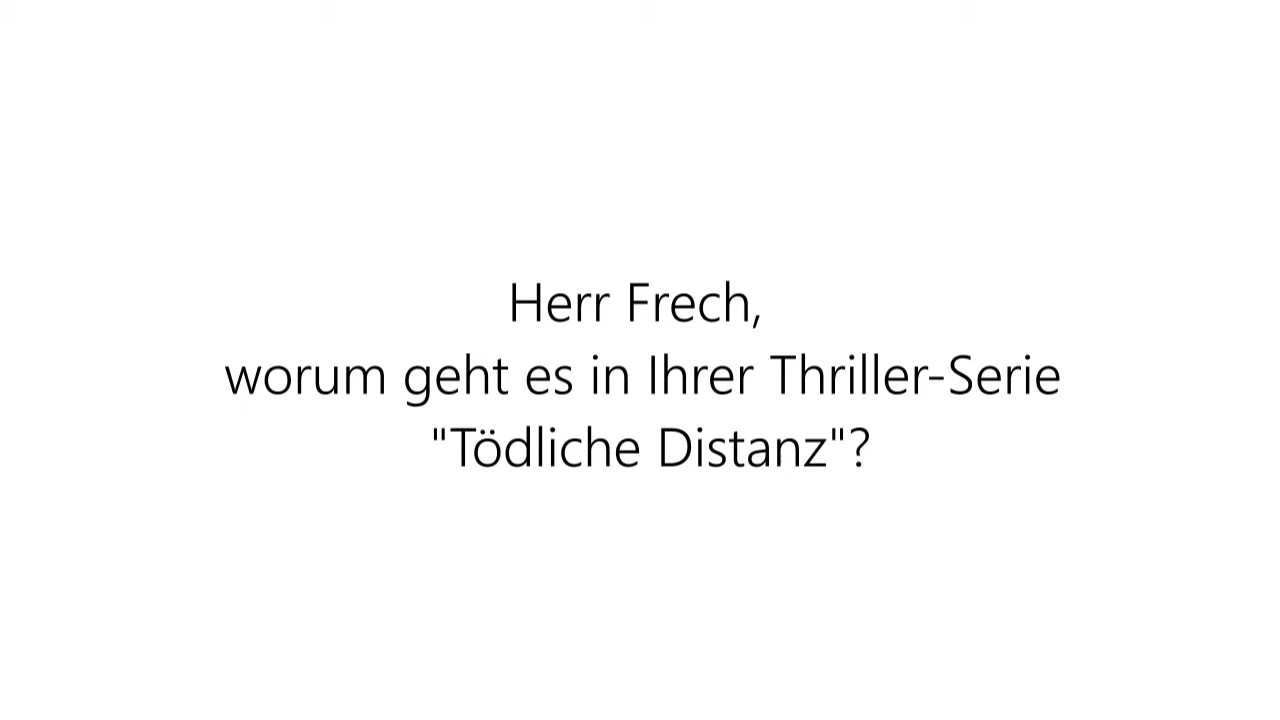 Herr Frech,
worum geht es in Ihrer Thriller-Serie
"Tödliche Distanz"?